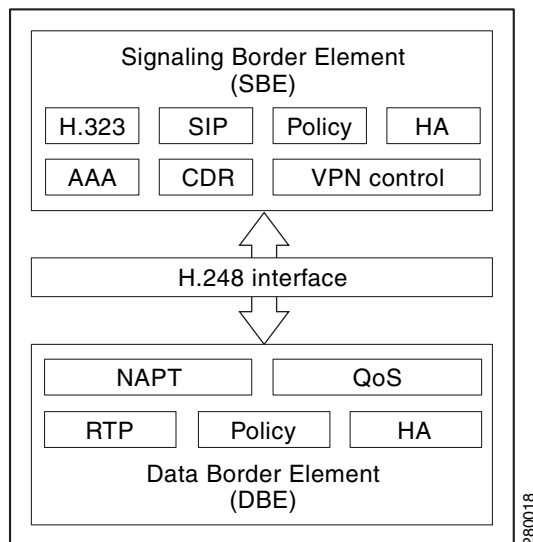 Signaling Border Element
(SBE)
H.323 SIP Policy HA
AAA CDR VPN control
H.248 interface
NAPT QoS
RTP Policy HA
Data Border Element
(DBE)
280018